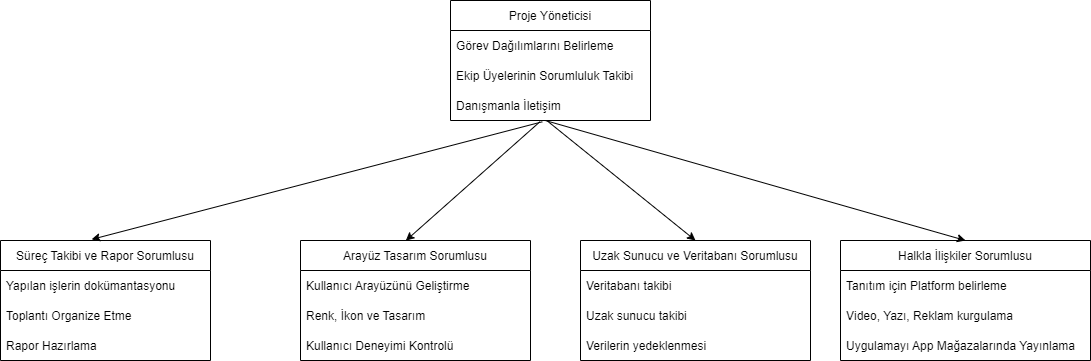 Proje Yöneticisi
Görev Dağılımlarını Belirleme
Ekip Üyelerinin Sorumluluk Takibi
Danışmanla İletişim
Süreç Takibi ve Rapor Sorumlusu
Yapılan işlerin dokümantasyonu
Toplantı Organize Etme
Rapor Hazırlama
Arayüz Tasarım Sorumlusu
Kullanıcı Arayüzünü Geliştirme
Renk, İkon ve Tasarım
Kullanıcı Deneyimi Kontrolü
Uzak Sunucu ve Veritabanı Sorumlusu
Veritabanı takibi
Uzak sunucu takibi
Verilerin yedeklenmesi
Halkla İlişkiler Sorumlusu
Tanıtım için Platform belirleme
Video, Yazı, Reklam kurgulama
Uygulamayı App Mağazalarında Yayınlama